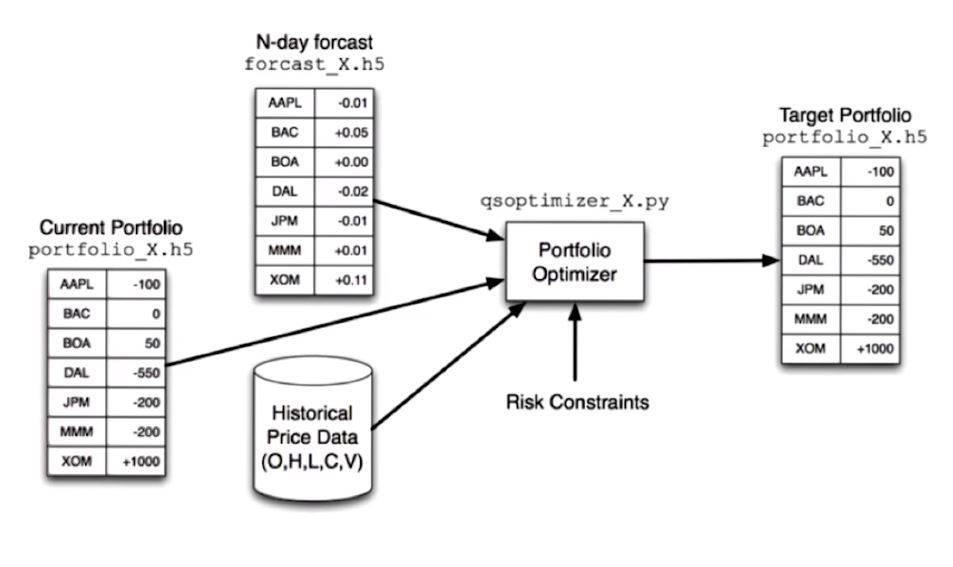 N-day forcast
forcast_X.h5
AAPL -0.01
BAC +0.05
BOA +0.00
DAL -0.02
JPM -0.01
MMM +0.01
XOM +0.11
Current Portfolio
portfolio_X.h5
AAPL -100
BAC 0
BOA 50
DAL -550
JPM -200
MMM -200
XOM +1000
Historical
Price Data
(O,H,L,C,V)
qsoptimizer_X.py
Portfolio
Optimizer
Risk Constraints
Target Portfolio
portfolio_X.h5
AAPL -100
BAC 0
BOA 50
DAL -550
JPM -200
MMM -200
XOM +1000